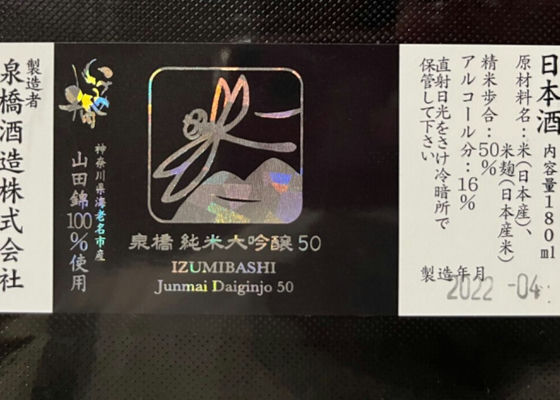 日本酒 内容量180ml
原材料名：米（日本産）、
米麹（日本産米）
精米歩合：50%
アルコール分：16%
直射日光をさけ冷暗所で
保管して下さい
製造年月
2022 -04
泉橋 純米大吟醸 50
IZUMIBASHI
Junmai Daiginjo 50
神奈川県海老名市産
山田錦100%使用
製造者
泉橋酒造株式会社